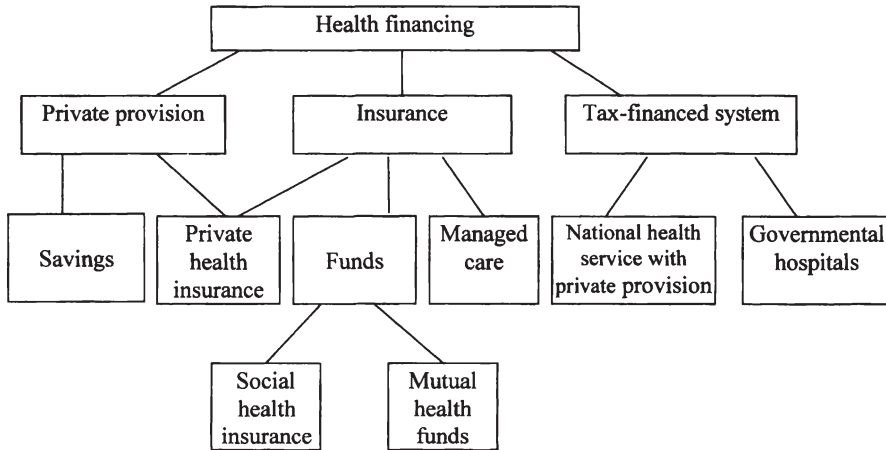 Health financing
Private provision
Insurance
Tax-financed system
Savings
Private
health
insurance
Funds
Managed
care
National health
service with
private provision
Governmental
hospitals
Social
health
insurance
Mutual
health
funds